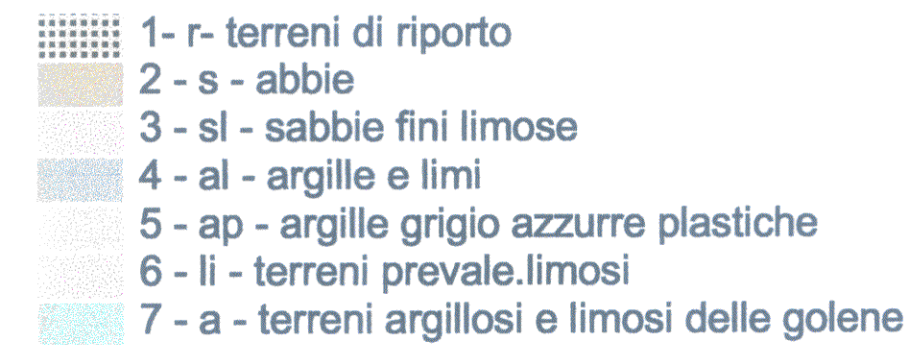 1- r- terreni di riporto
2 - s - abbie
3 - sl - sabbie fini limose
4 - al - argille e limi
5 - ap - argille grigio azzurre plastiche
6 - li - terreni prevale.limosi
7 - a - terreni argillosi e limosi delle golene